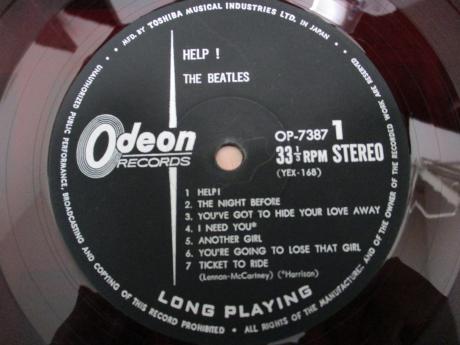 MFD. BY TOSHIBA MUSICAL INDUSTRIES LTD. IN JAPAN
HELP !
THE BEATLES
Odeon
RECORDS
OP-7387 1
33⅓ RPM STEREO
(YEX-168)
1 HELP!
2. THE NIGHT BEFORE
3. YOU'VE GOT TO HIDE YOUR LOVE AWAY
4. I NEED YOU*
5. ANOTHER GIRL
6. YOU'RE GOING TO LOSE THAT GIRL
7 TICKET TO RIDE
(Lennon-McCartney) (*Harrison)
LONG PLAYING
UNAUTHORIZED PUBLIC PERFORMANCE, BROADCASTING AND COPYING OF THIS RECORD PROHIBITED • ALL RIGHTS OF THE MANUFACTURER AND OF THE OWNER OF THE RECORDED WORK ARE RESERVED